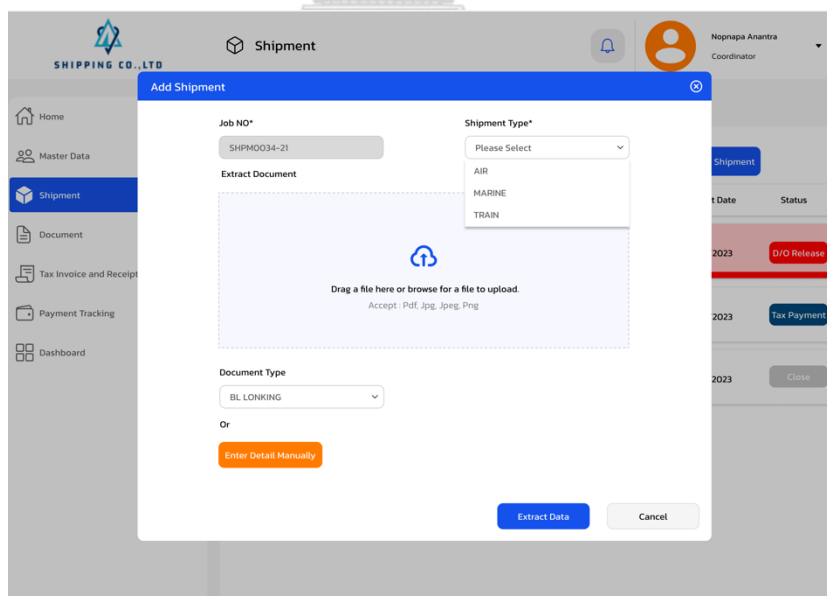 SHIPPING CO.,LTD
Shipment
Nopnapa Anantra
Coordinator
Add Shipment
Home
Master Data
Shipment
Document
Tax Invoice and Receipt
Payment Tracking
Dashboard
Job NO*
Shipment Type*
SHPM0034-21
Please Select
AIR
MARINE
TRAIN
Extract Document
Drag a file here or browse for a file to upload.
Accept : Pdf, Jpg, Jpeg, Png
Document Type
BL LONKING
Or
Enter Detail Manually
Extract Data
Cancel
Shipment
t Date
Status
2023
D/O Release
2023
Tax Payment
2023
Close